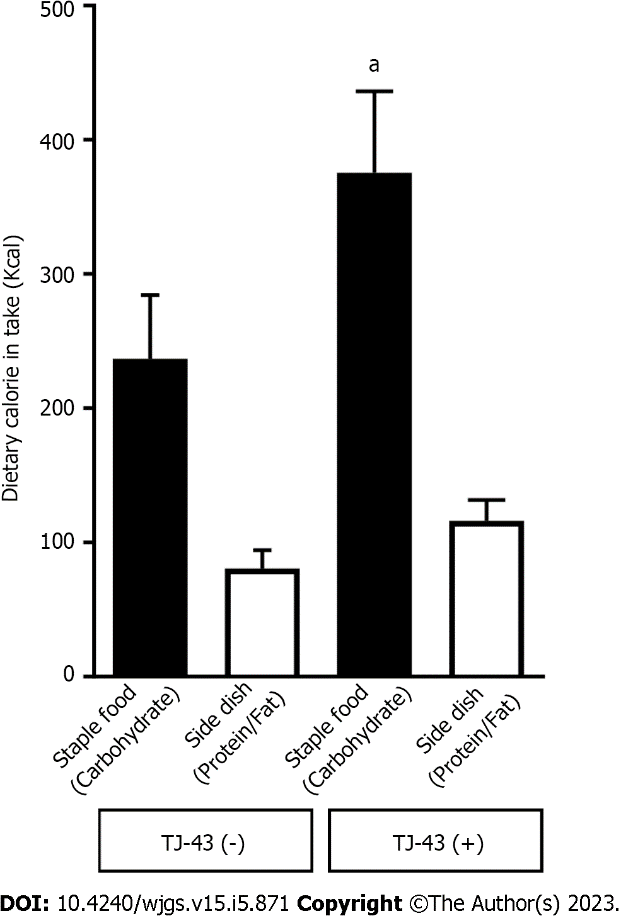 500
a
400
300
200
100
0
Dietary calorie in take (Kcal)
Staple food
(Carbohydrate)
Side dish
(Protein/Fat)
Staple food
(Carbohydrate)
Side dish
(Protein/Fat)
TJ-43 (-)
TJ-43 (+)
DOI: 10.4240/wjgs.v15.i5.871 Copyright ©The Author(s) 2023.